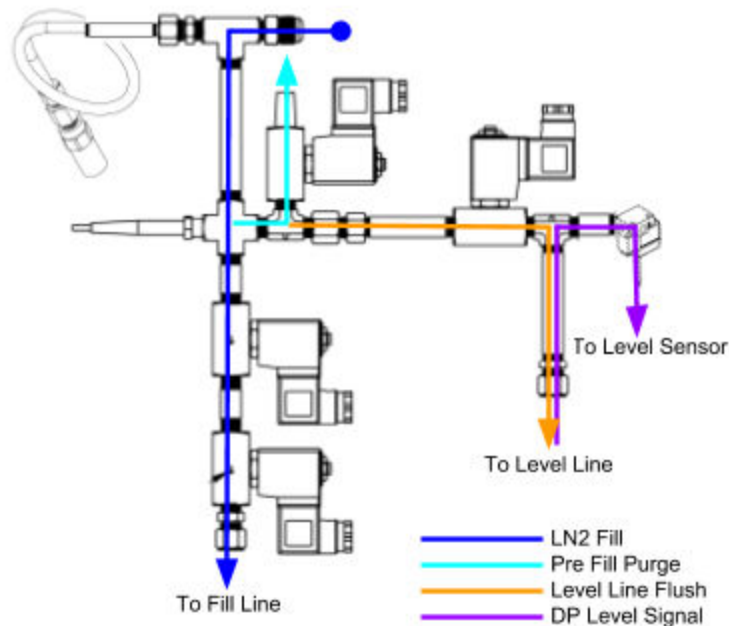 To Level Sensor
To Level Line
LN2 Fill
Pre Fill Purge
Level Line Flush
DP Level Signal
To Fill Line